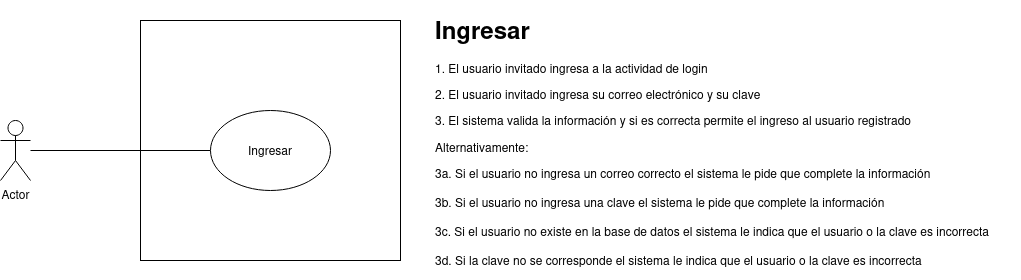 Ingresar
1. El usuario invitado ingresa a la actividad de login
2. El usuario invitado ingresa su correo electrónico y su clave
3. El sistema valida la información y si es correcta permite el ingreso al usuario registrado
Alternativamente:
3a. Si el usuario no ingresa un correo correcto el sistema le pide que complete la información
3b. Si el usuario no ingresa una clave el sistema le pide que complete la información
3c. Si el usuario no existe en la base de datos el sistema le indica que el usuario o la clave es incorrecta
3d. Si la clave no se corresponde el sistema le indica que el usuario o la clave es incorrecta
Ingresar
Actor